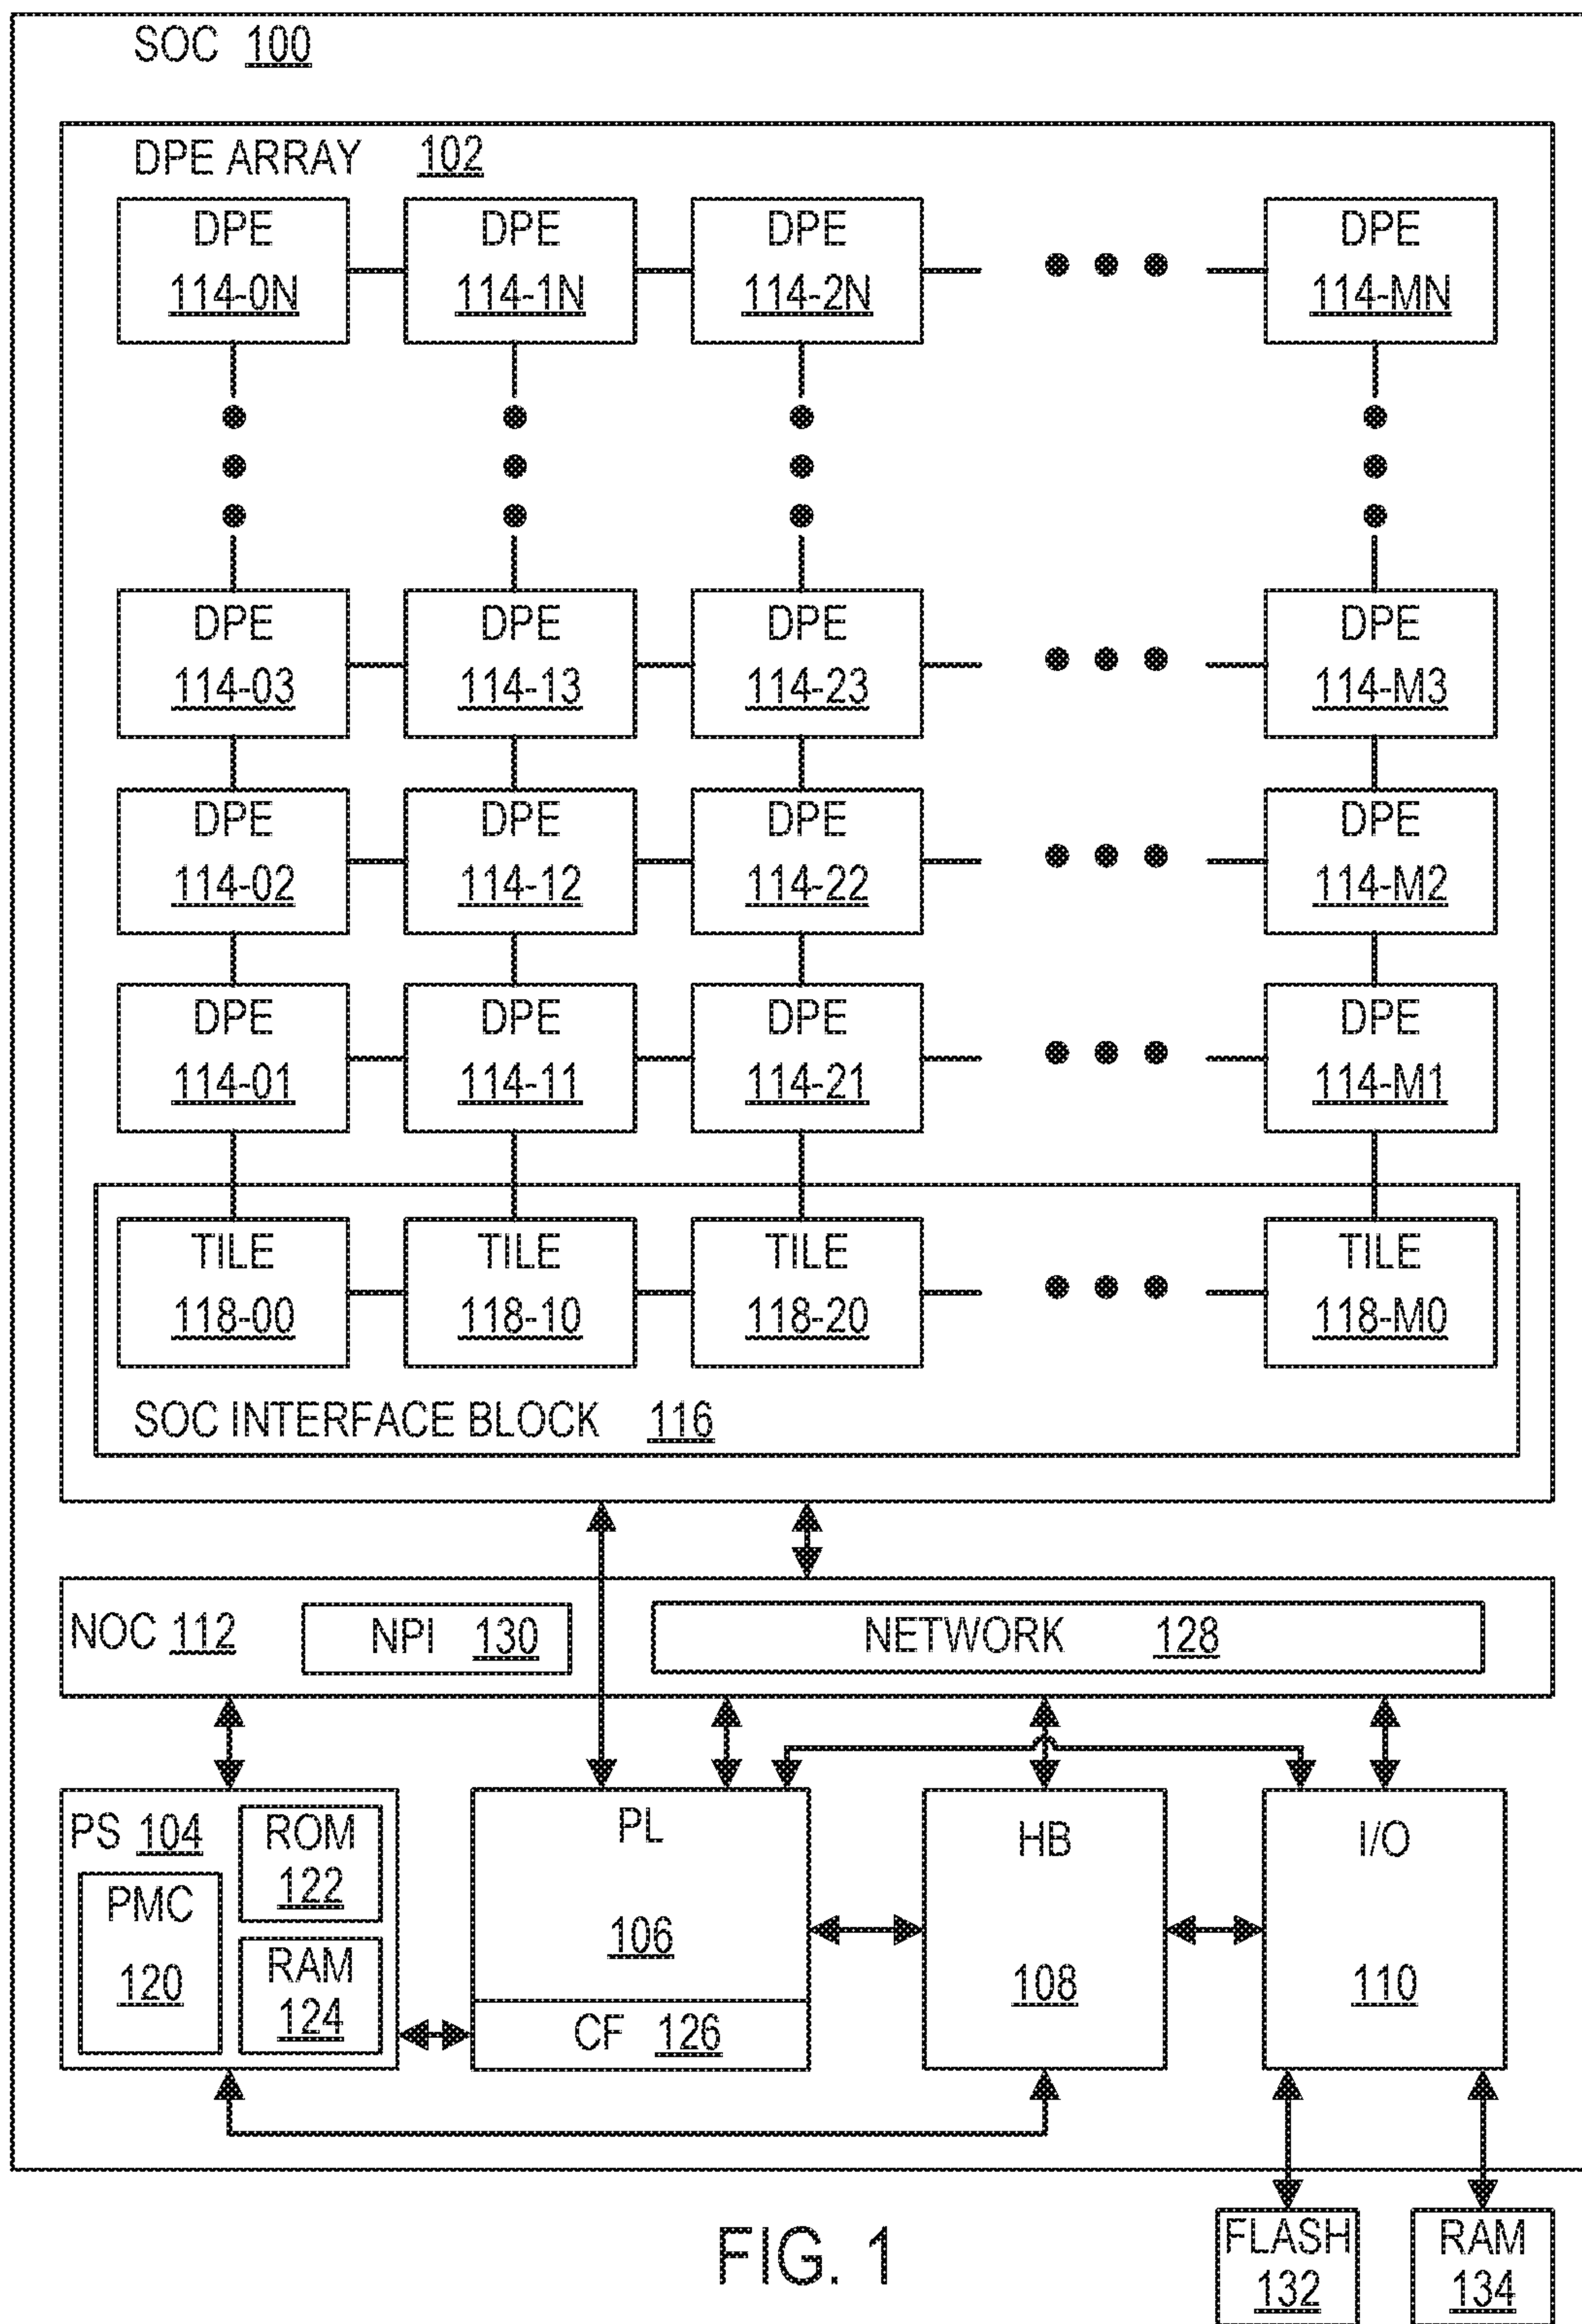 SOC 100
DPE ARRAY 102
DPE 114-0N
DPE 114-1N
DPE 114-2N
DPE 114-MN
DPE 114-03
DPE 114-13
DPE 114-23
DPE 114-M3
DPE 114-02
DPE 114-12
DPE 114-22
DPE 114-M2
DPE 114-01
DPE 114-11
DPE 114-21
DPE 114-M1
TILE 118-00
TILE 118-10
TILE 118-20
TILE 118-M0
SOC INTERFACE BLOCK 116
NOC 112
NPI 130
NETWORK 128
PS 104
ROM 122
PMC 120
RAM 124
PL 106
CF 126
HB 108
I/O 110
FLASH 132
RAM 134
FIG. 1